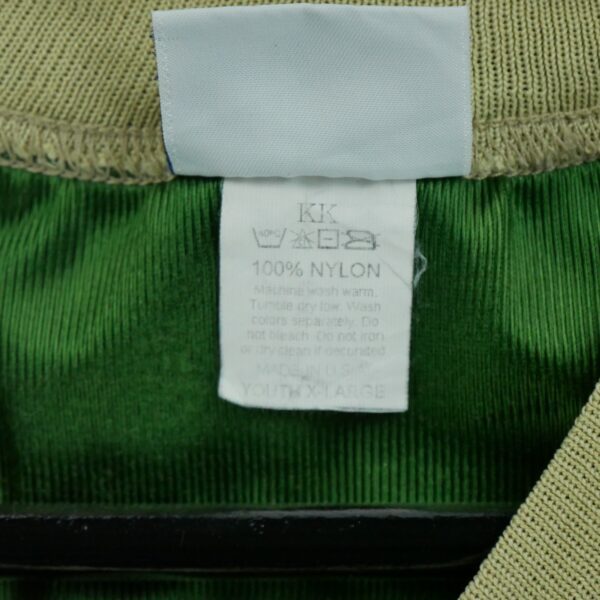 KK
40°C
100% NYLON
Machine wash warm.
Tumble dry low. Wash
colors separately. Do
not bleach. Do not iron
or dry clean if decorated
MADE IN U.S.A.
YOUTH X-LARGE